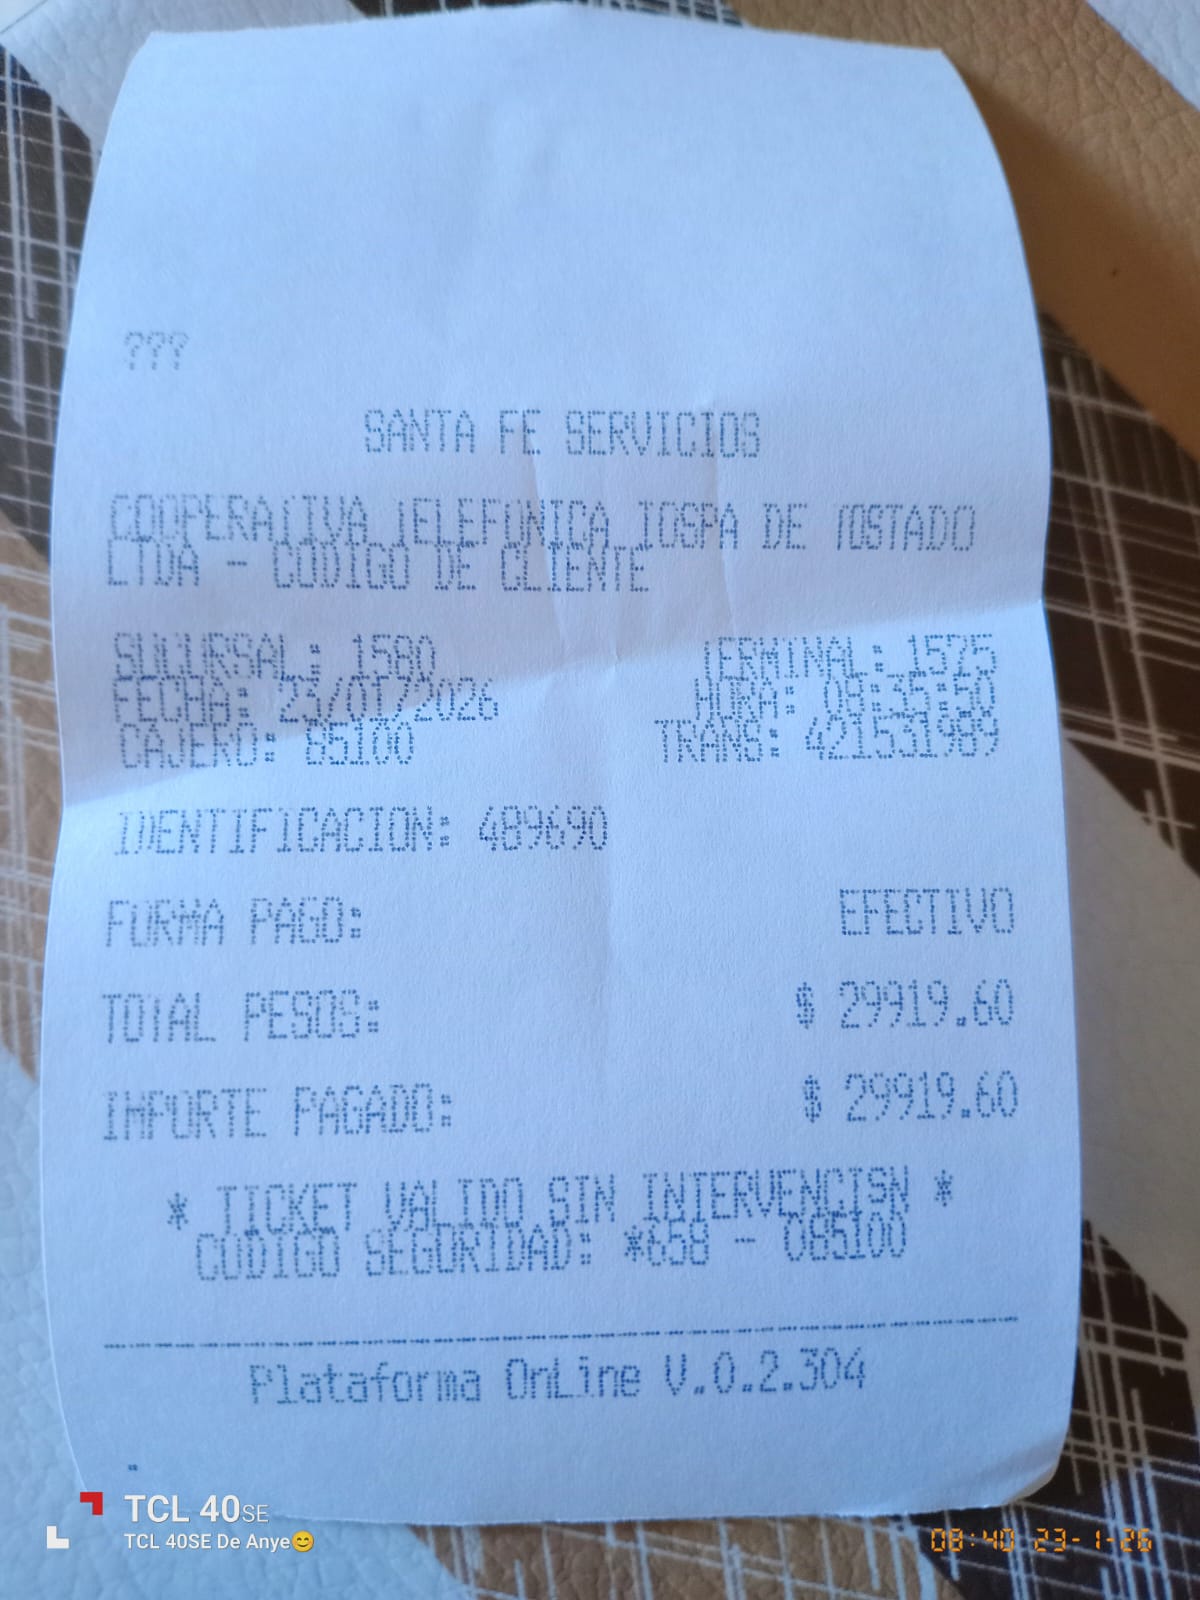 ???
SANTA FE SERVICIOS
COOPERATIVA TELEFONICA TOSPA DE TOSTADO
LTDA - CODIGO DE CLIENTE
SUCURSAL: 1580 TERMINAL: 1575
FECHA: 23/01/2026 HORA: 08:35:50
CAJERO: 65100 TRANS: 421531989
IDENTIFICACION: 489690
FORMA PAGO: EFECTIVO
TOTAL PESOS: $ 29919.60
IMPORTE PAGADO: $ 29919.60
* TICKET VALIDO SIN INTERVENCISN *
CODIGO SEGURIDAD: *658 - 065100
Plataforma OnLine V.0.2.304
.
TCL 40SE
TCL 40SE De Anye😊
08:40 23-1-26